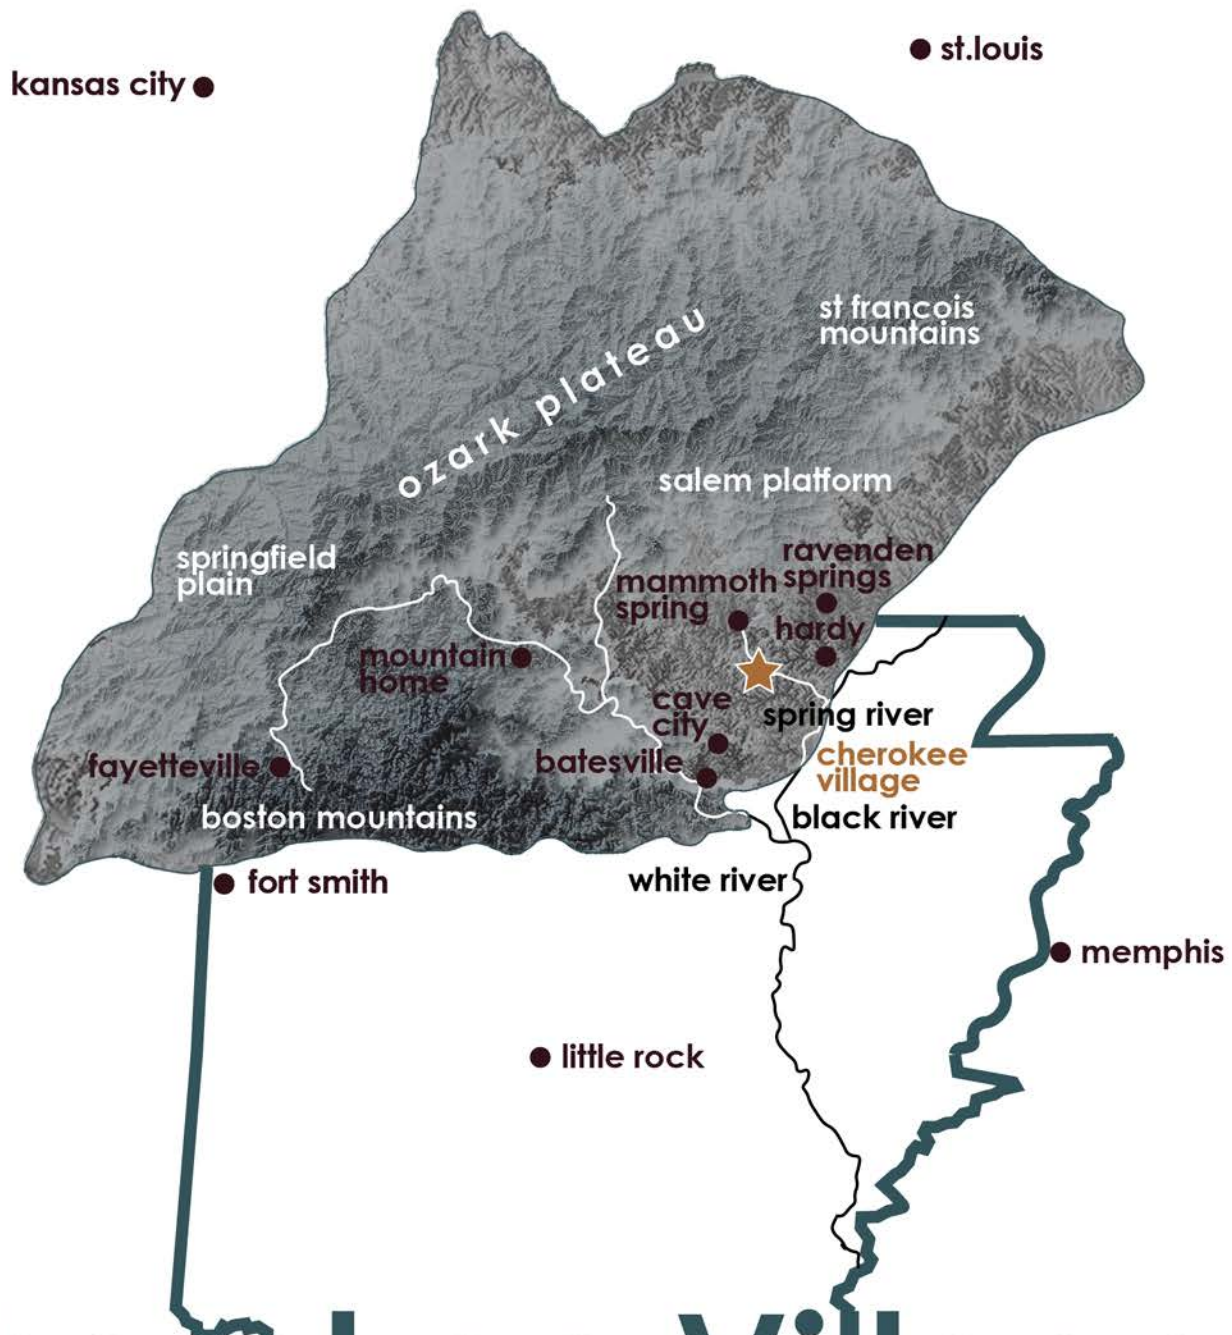 st.louis
kansas city
st francois
mountains
ozark plateau
salem platform
ravenden
springs
springfield
plain
mammoth
spring
hardy
mountain
home
cave
city
spring river
cherokee
village
batesville
fayetteville
boston mountains
black river
white river
fort smith
memphis
little rock